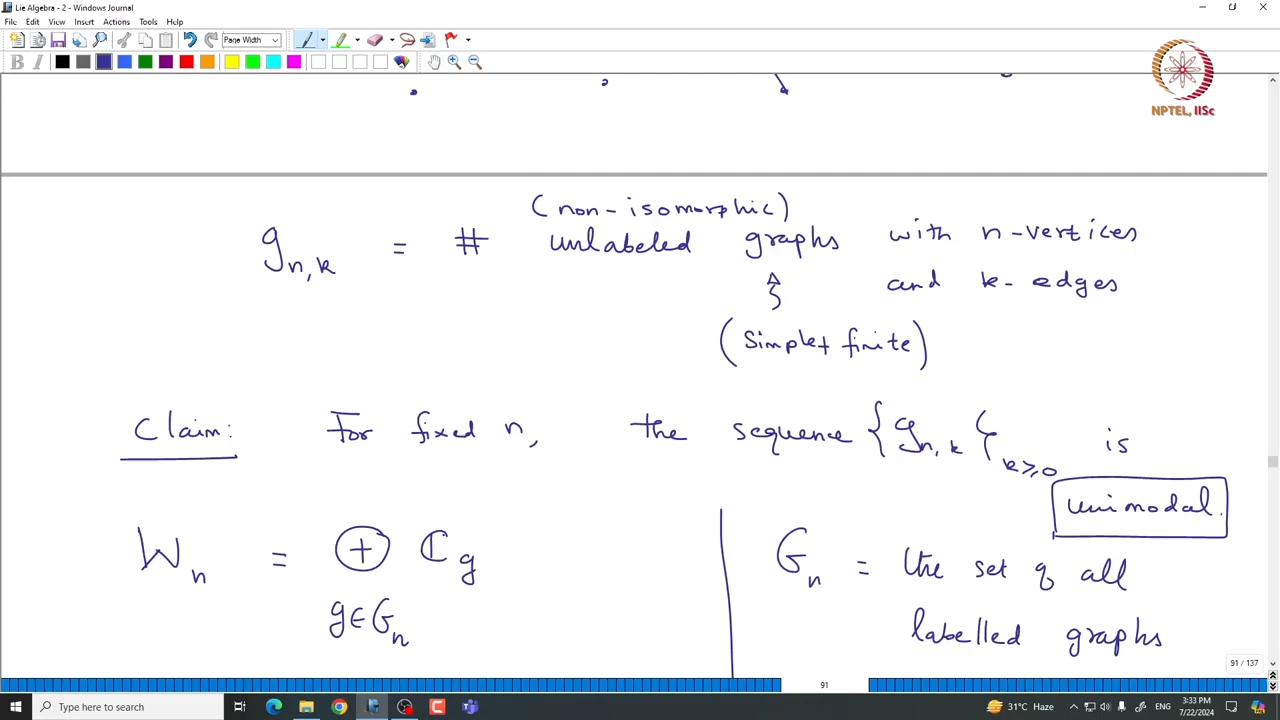 Lie Algebra - 2 - Windows Journal
File Edit View Insert Actions Tools Help
Page Width
B I
NPTEL, IISc
(non-isomorphic)
g_{n,k} = # unlabeled graphs with n-vertices
and k-edges
(Simple + finite)
Claim: For fixed n, the sequence {g_{n,k}}_{k≥0} is
unimodal.
W_n = ⊕ ℂ_g
g∈G_n
G_n = the set of all
labelled graphs
91 / 137
91
Type here to search
31°C Haze
3:33 PM
7/22/2024